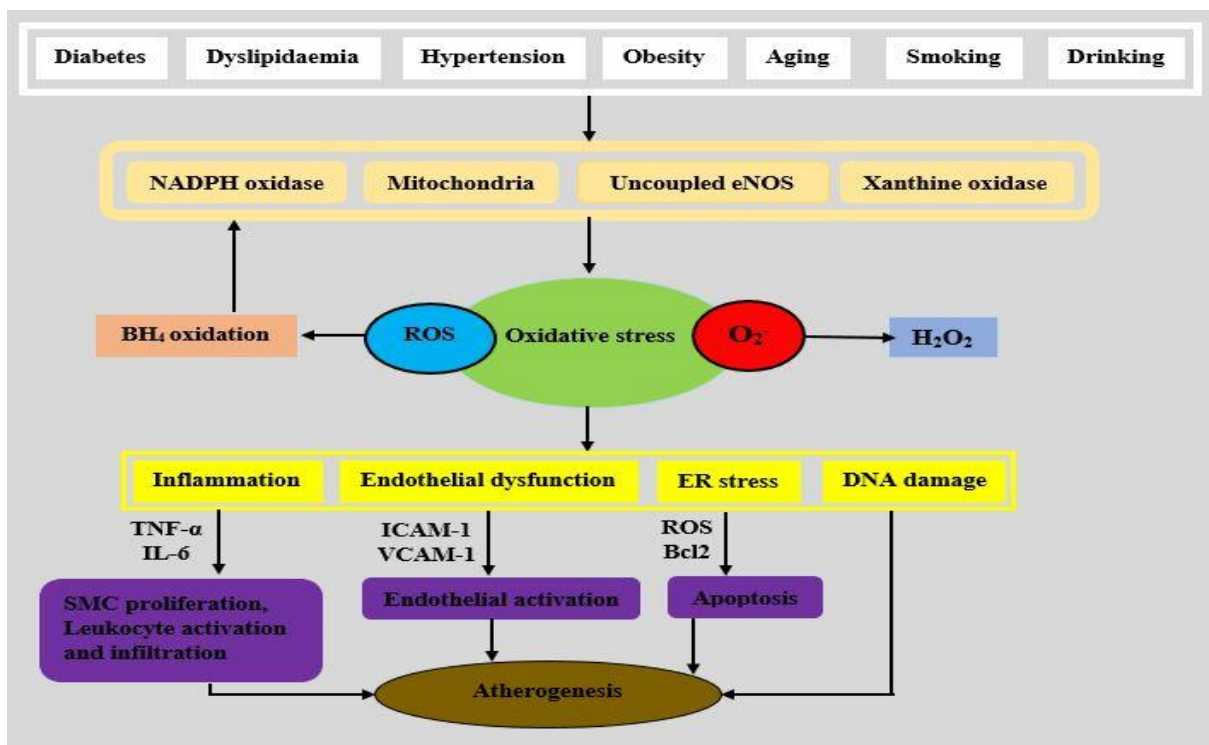 Diabetes
Dyslipidaemia
Hypertension
Obesity
Aging
Smoking
Drinking
NADPH oxidase
Mitochondria
Uncoupled eNOS
Xanthine oxidase
BH₄ oxidation
ROS
Oxidative stress
O₂⁻
H₂O₂
Inflammation
Endothelial dysfunction
ER stress
DNA damage
TNF-α
IL-6
ICAM-1
VCAM-1
ROS
Bcl2
SMC proliferation,
Leukocyte activation
and infiltration
Endothelial activation
Apoptosis
Atherogenesis